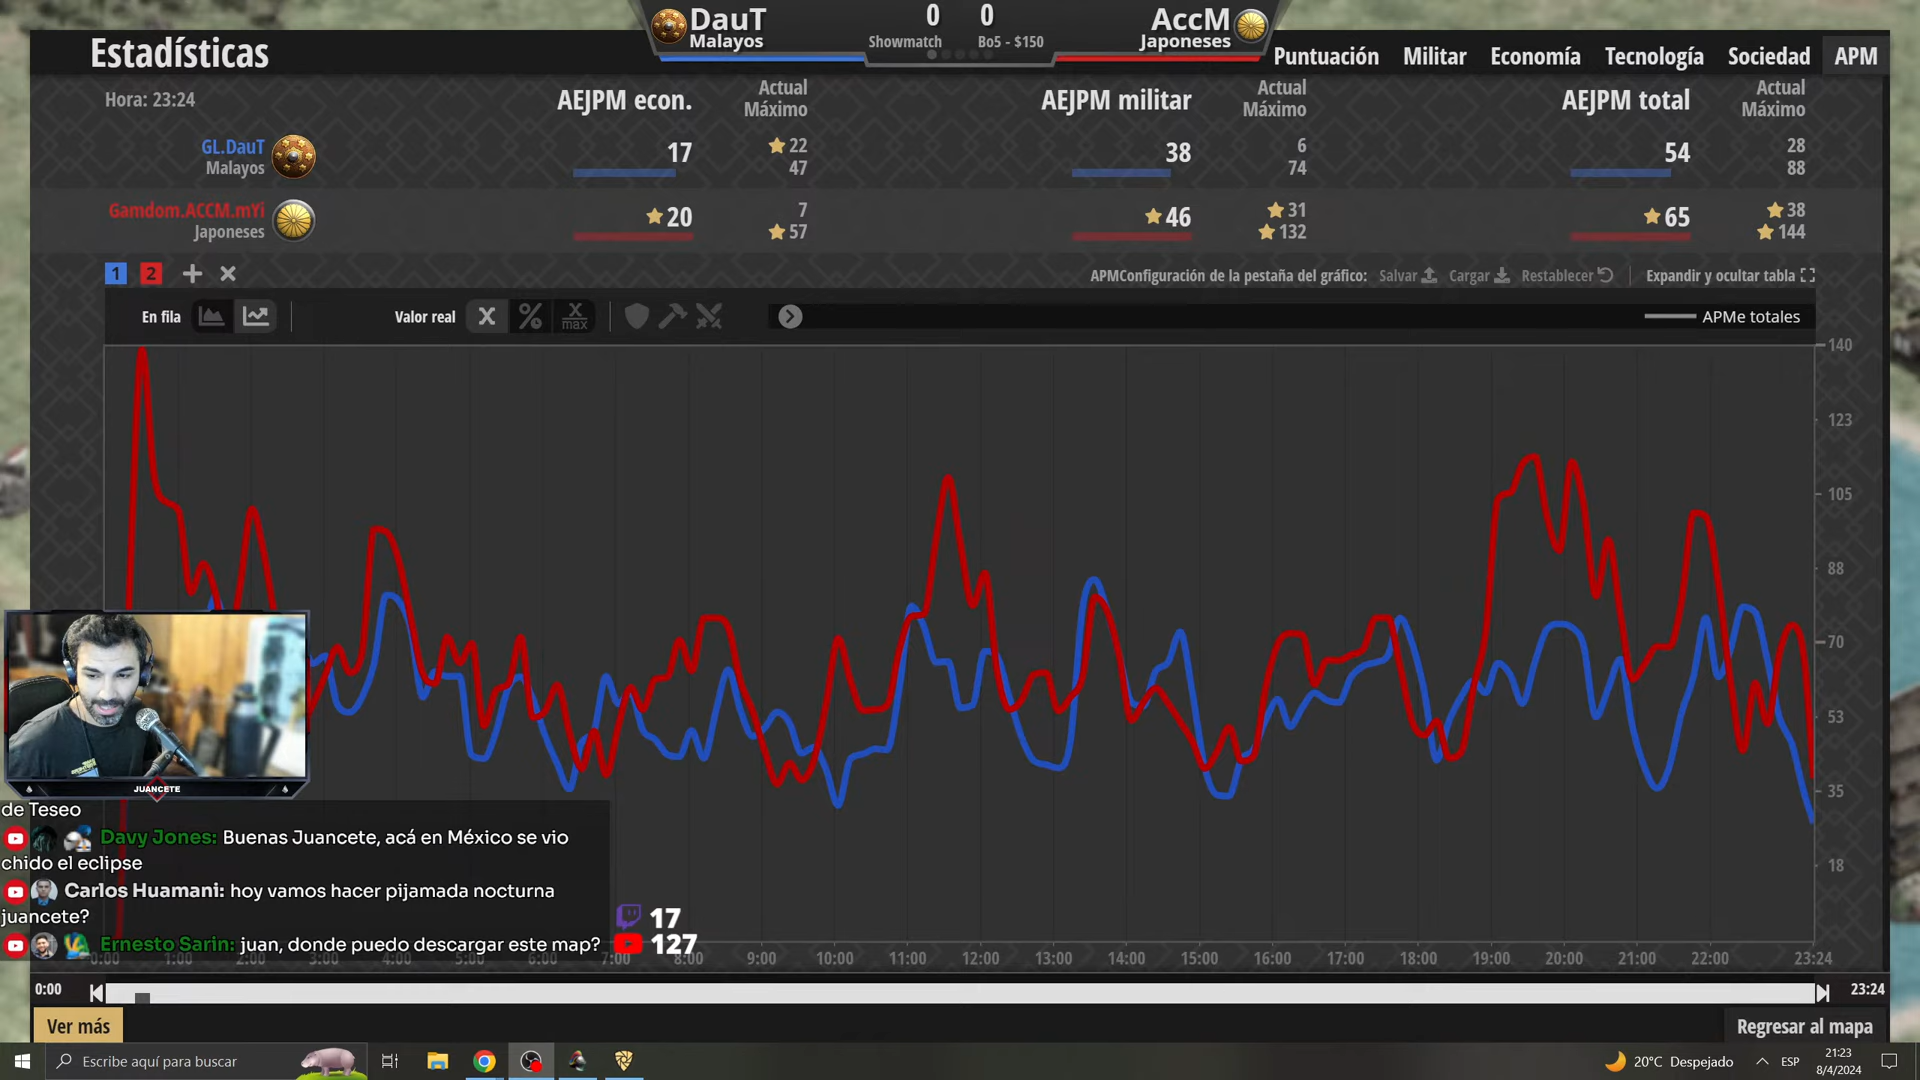 DauT
Malayos
0 0
Showmatch
Bo5 - $150
AccM
Japoneses
Estadísticas
Puntuación
Militar
Economía
Tecnología
Sociedad
APM
Hora: 23:24
AEJPM econ.
Actual
Máximo
AEJPM militar
Actual
Máximo
AEJPM total
Actual
Máximo
GL.DauT
Malayos
17
22
47
38
6
74
54
28
88
Gamdom.ACCM.mYi
Japoneses
20
7
57
46
31
132
65
38
144
1
2
APMConfiguración de la pestaña del gráfico:
Salvar
Cargar
Restablecer
Expandir y ocultar tabla
En fila
Valor real
X
%
X
max
APMe totales
140
123
105
88
70
53
35
18
JUANCETE
de Teseo
Davy Jones: Buenas Juancete, acá en México se vio
chido el eclipse
Carlos Huamani: hoy vamos hacer pijamada nocturna
juancete?
Ernesto Sarin: juan, donde puedo descargar este map?
17
127
0:00 1:00 2:00 3:00 4:00 5:00 6:00 7:00 8:00 9:00 10:00 11:00 12:00 13:00 14:00 15:00 16:00 17:00 18:00 19:00 20:00 21:00 22:00 23:24
0:00
23:24
Ver más
Regresar al mapa
Escribe aquí para buscar
20°C Despejado
ESP
21:23
8/4/2024